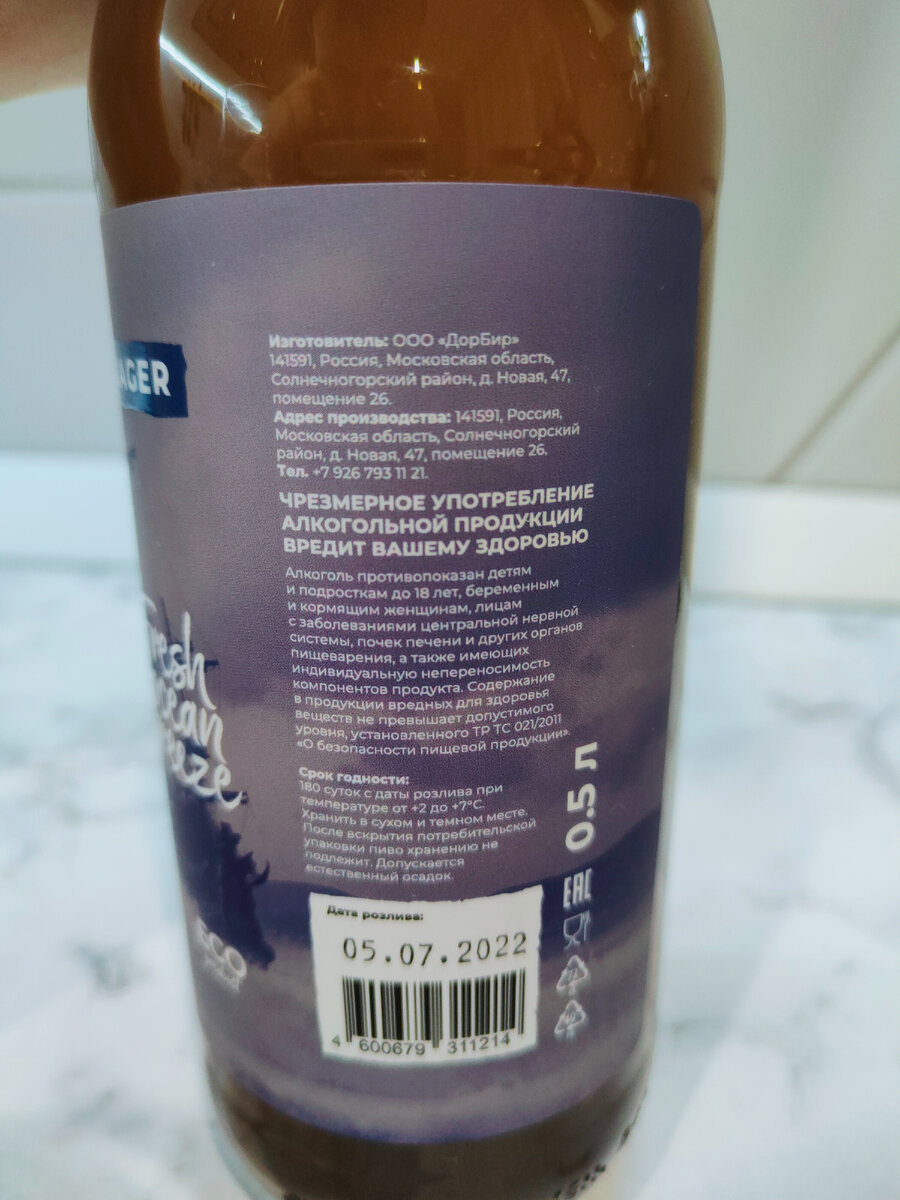 AGER
Изготовитель: ООО «ДорБир»
141591, Россия, Московская область,
Солнечногорский район, д. Новая, 47,
помещение 26.
Адрес производства: 141591, Россия,
Московская область, Солнечногорский
район, д. Новая, 47, помещение 26.
Тел. +7 926 793 11 21.
ЧРЕЗМЕРНОЕ УПОТРЕБЛЕНИЕ
АЛКОГОЛЬНОЙ ПРОДУКЦИИ
ВРЕДИТ ВАШЕМУ ЗДОРОВЬЮ
Алкоголь противопоказан детям
и подросткам до 18 лет, беременным
и кормящим женщинам, лицам
с заболеваниями центральной нервной
системы, почек печени и других органов
пищеварения, а также имеющих
индивидуальную непереносимость
компонентов продукта. Содержание
в продукции вредных для здоровья
веществ не превышает допустимого
уровня, установленного ТР ТС 021/2011
«О безопасности пищевой продукции».
Срок годности:
180 суток с даты розлива при
температуре от +2 до +7°C.
Хранить в сухом и темном месте.
После вскрытия потребительской
упаковки пиво хранению не
подлежит. Допускается
естественный осадок.
0.5 л
EAC
Fresh
cean
eeze
ECO
Дата розлива:
05.07.2022
4 600679 311214